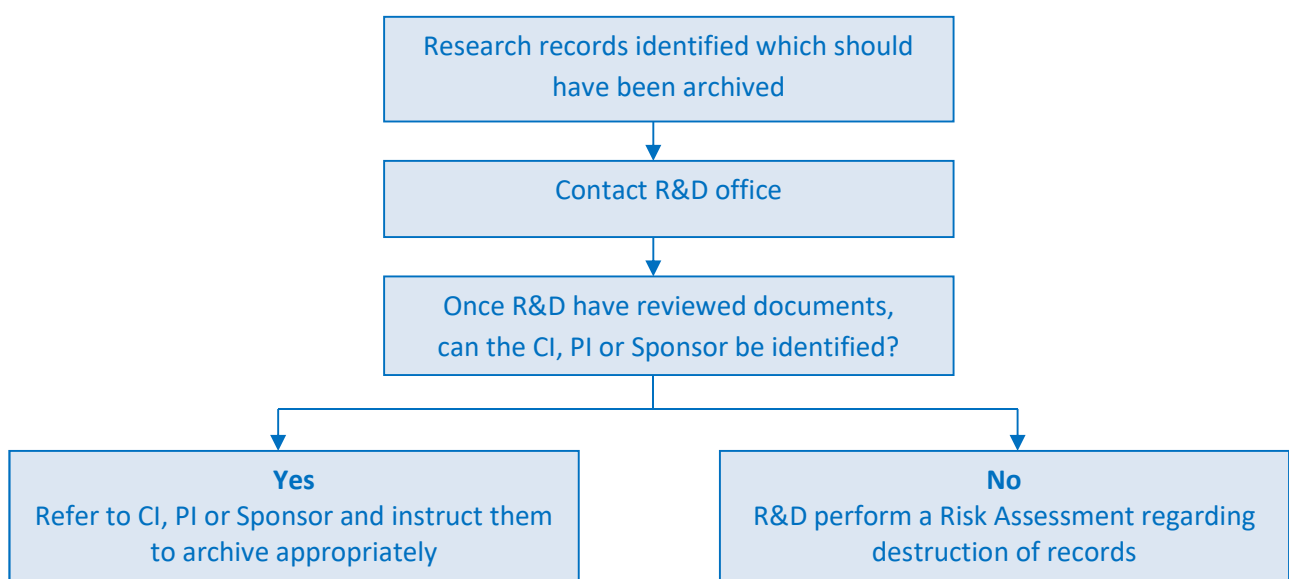 Research records identified which should
have been archived
Contact R&D office
Once R&D have reviewed documents,
can the CI, PI or Sponsor be identified?
Yes
Refer to CI, PI or Sponsor and instruct them
to archive appropriately
No
R&D perform a Risk Assessment regarding
destruction of records